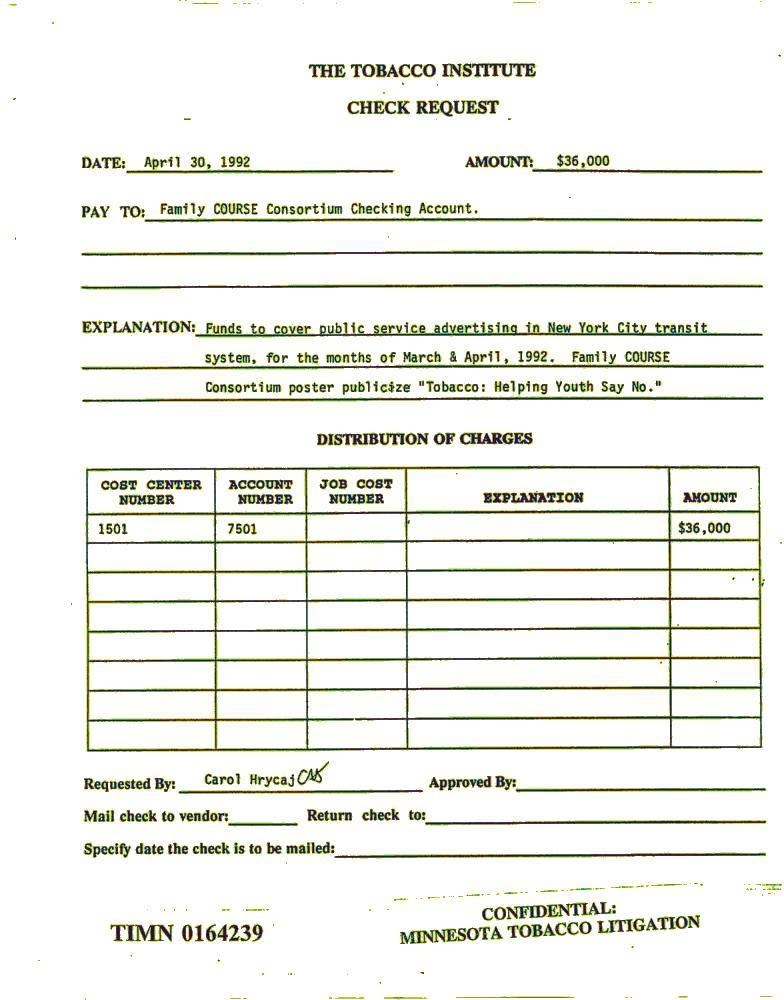 THE TOBACCO INSTITUTE
CHECK REQUEST
DATE: April 30, 1992 AMOUNT: $36,000
PAY TO: Family COURSE Consortium Checking Account.
EXPLANATION: Funds to cover public service advertising in New York City transit
system, for the months of March & April, 1992. Family COURSE
Consortium poster publicize "Tobacco: Helping Youth Say No."
DISTRIBUTION OF CHARGES
COST CENTER NUMBER ACCOUNT NUMBER JOB COST NUMBER EXPLANATION AMOUNT
1501 7501 $36,000
Requested By: Carol Hrycaj Approved By:
Mail check to vendor: Return check to:
Specify date the check is to be mailed:
TIMN 0164239
CONFIDENTIAL:
MINNESOTA TOBACCO LITIGATION